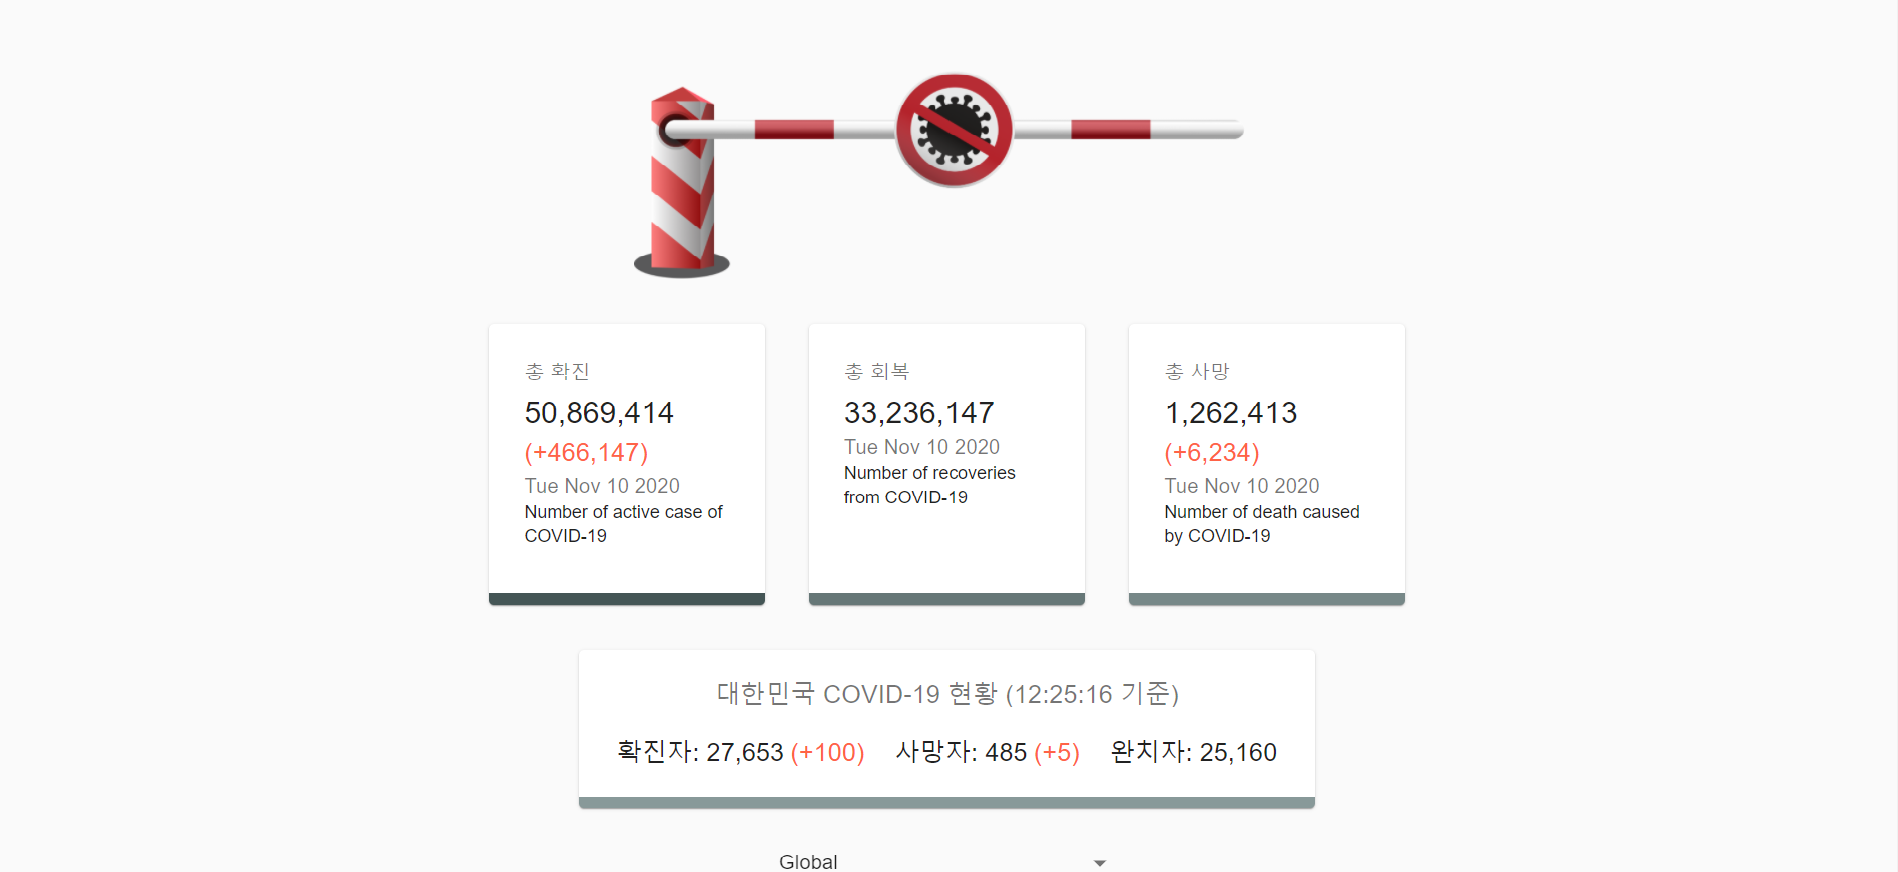 총 확진
50,869,414
(+466,147)
Tue Nov 10 2020
Number of active case of
COVID-19
총 회복
33,236,147
Tue Nov 10 2020
Number of recoveries
from COVID-19
총 사망
1,262,413
(+6,234)
Tue Nov 10 2020
Number of death caused
by COVID-19
대한민국 COVID-19 현황 (12:25:16 기준)
확진자: 27,653 (+100) 사망자: 485 (+5) 완치자: 25,160
Global